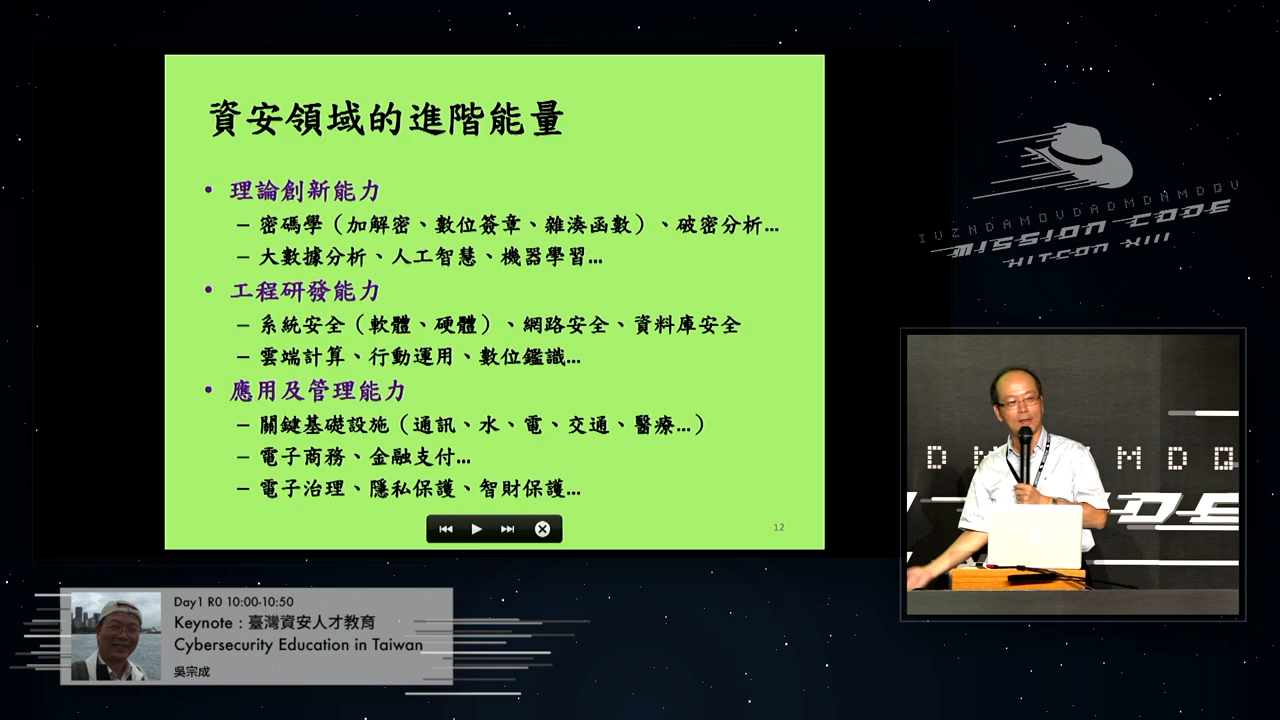 資安領域的進階能量
• 理論創新能力
– 密碼學（加解密、數位簽章、雜湊函數）、破密分析…
– 大數據分析、人工智慧、機器學習…
• 工程研發能力
– 系統安全（軟體、硬體）、網路安全、資料庫安全
– 雲端計算、行動運用、數位鑑識…
• 應用及管理能力
– 關鍵基礎設施（通訊、水、電、交通、醫療…）
– 電子商務、金融支付…
– 電子治理、隱私保護、智財保護…
12
IVZNDAMOVDADMDNHMDQV
MISSION CODE
HITCON XIII
Day1 R0 10:00-10:50
Keynote：臺灣資安人才教育
Cybersecurity Education in Taiwan
吳宗成